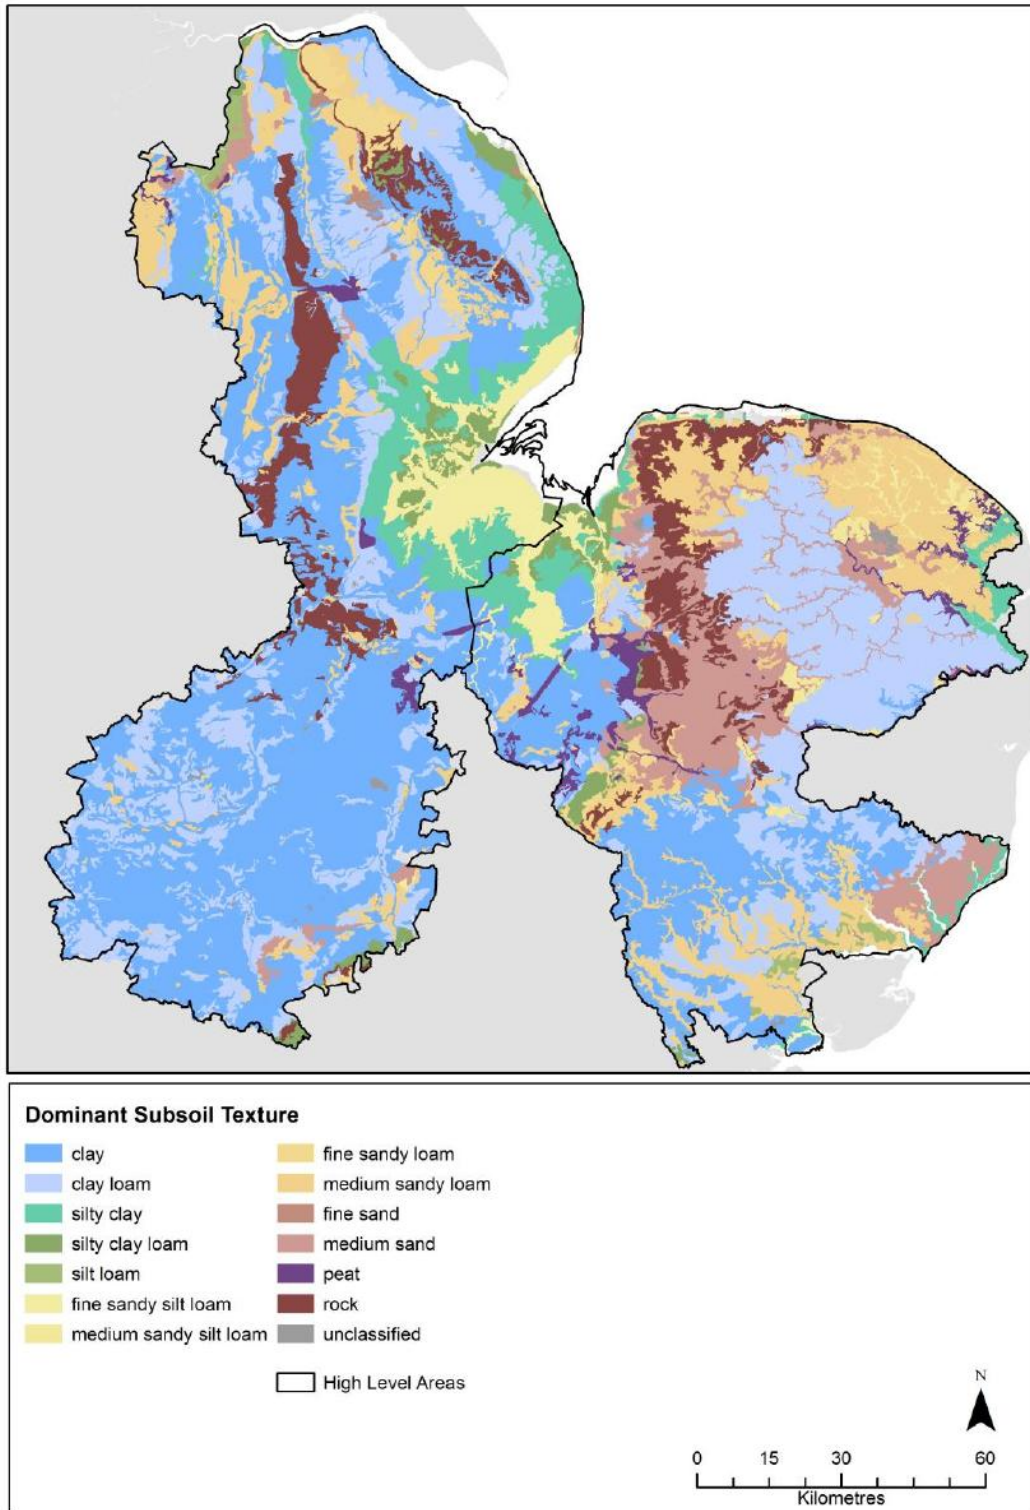 Dominant Subsoil Texture
clay
clay loam
silty clay
silty clay loam
silt loam
fine sandy silt loam
medium sandy silt loam
fine sandy loam
medium sandy loam
fine sand
medium sand
peat
rock
unclassified
High Level Areas
N
0 15 30 60
Kilometres